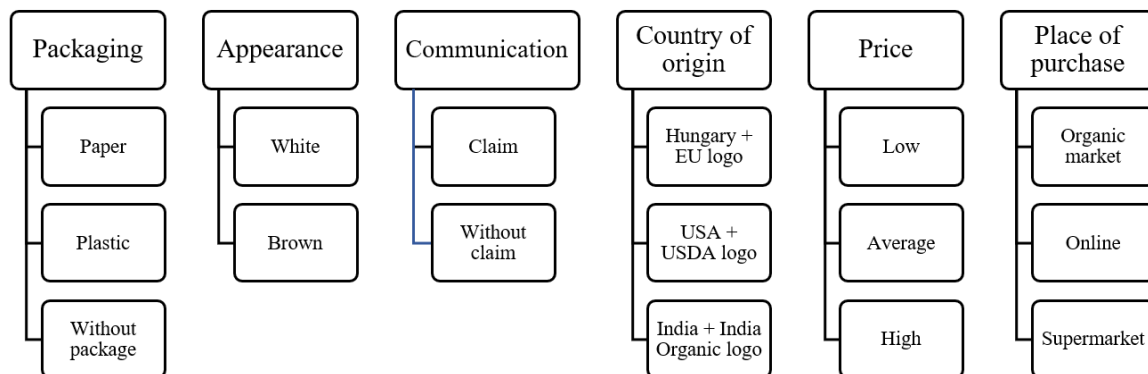 Packaging
Paper
Plastic
Without
package
Appearance
White
Brown
Communication
Claim
Without
claim
Country of
origin
Hungary +
EU logo
USA +
USDA logo
India + India
Organic logo
Price
Low
Average
High
Place of
purchase
Organic
market
Online
Supermarket